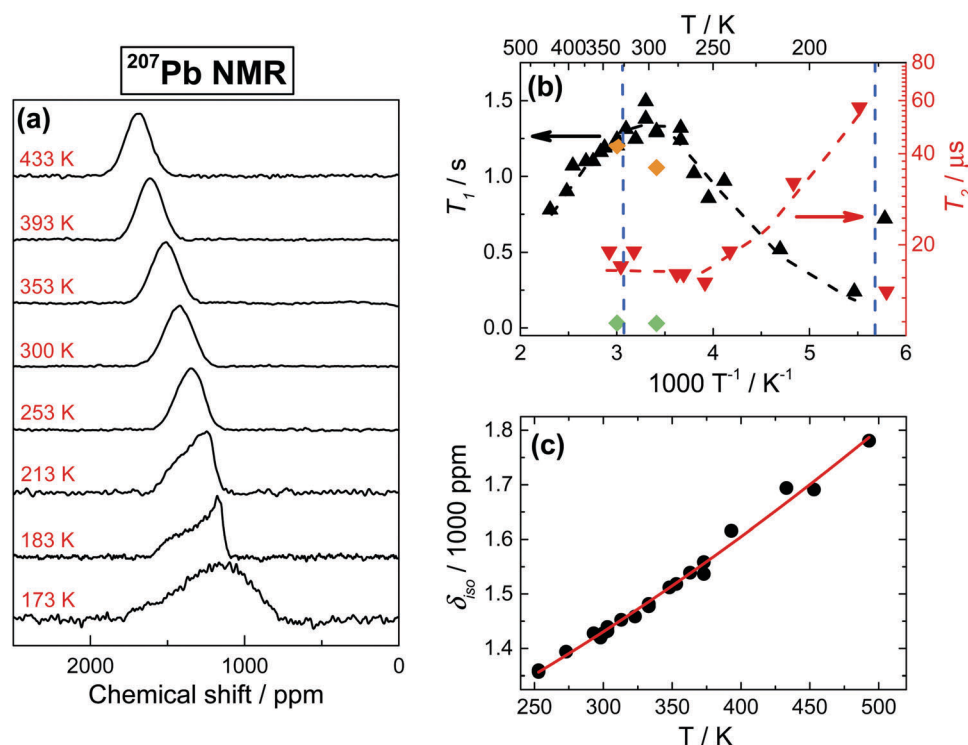 ²⁰⁷Pb NMR
(a)
433 K
393 K
353 K
300 K
253 K
213 K
183 K
173 K
2000 1000 0
Chemical shift / ppm
T / K
500 400 350 300 250 200
(b)
1.5
1.0
0.5
0.0
T₁ / s
80
60
40
20
T₂ / μs
2 3 4 5 6
1000 T⁻¹ / K⁻¹
(c)
1.8
1.7
1.6
1.5
1.4
δiso / 1000 ppm
250 300 350 400 450 500
T / K